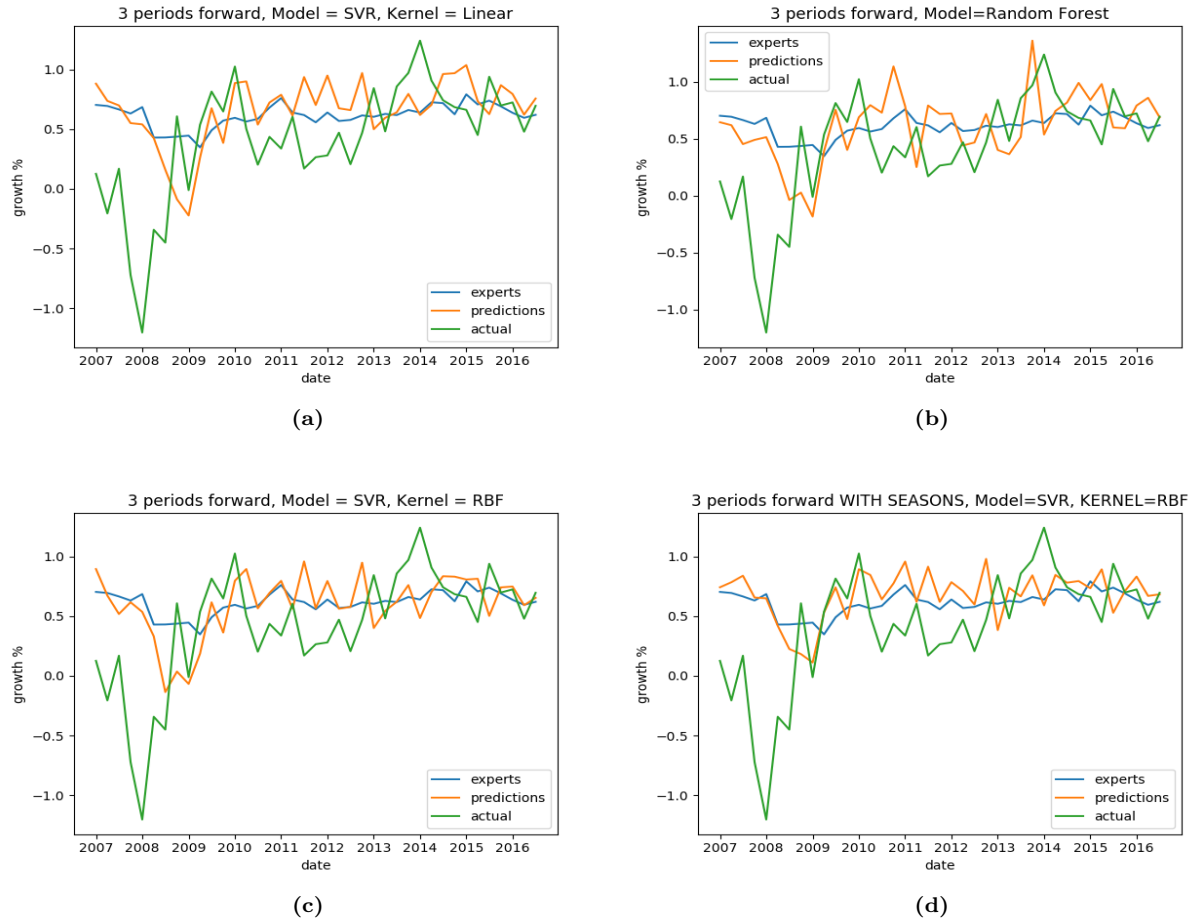 3 periods forward, Model = SVR, Kernel = Linear
growth %
1.0
0.5
0.0
−0.5
−1.0
experts
predictions
actual
2007 2008 2009 2010 2011 2012 2013 2014 2015 2016
date
(a)
3 periods forward, Model=Random Forest
experts
predictions
actual
growth %
1.0
0.5
0.0
−0.5
−1.0
2007 2008 2009 2010 2011 2012 2013 2014 2015 2016
date
(b)
3 periods forward, Model = SVR, Kernel = RBF
growth %
1.0
0.5
0.0
−0.5
−1.0
experts
predictions
actual
2007 2008 2009 2010 2011 2012 2013 2014 2015 2016
date
(c)
3 periods forward WITH SEASONS, Model=SVR, KERNEL=RBF
growth %
1.0
0.5
0.0
−0.5
−1.0
experts
predictions
actual
2007 2008 2009 2010 2011 2012 2013 2014 2015 2016
date
(d)